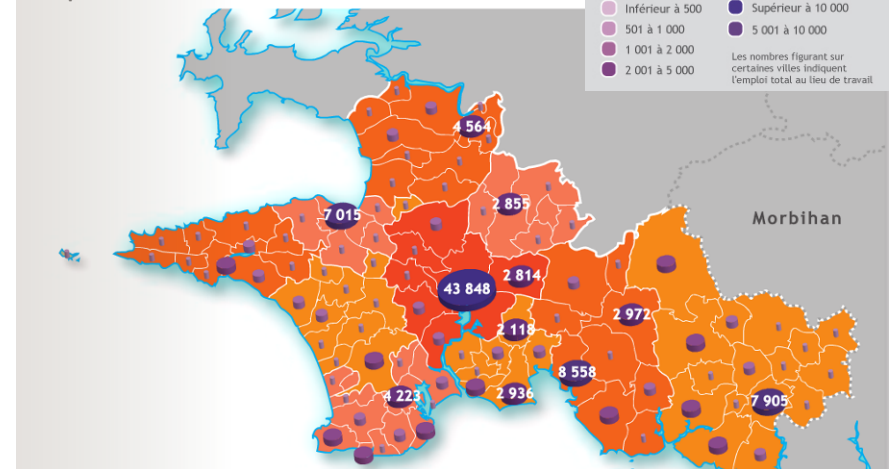 Inférieur à 500
Supérieur à 10 000
501 à 1 000
5 001 à 10 000
1 001 à 2 000
2 001 à 5 000
Les nombres figurant sur
certaines villes indiquent
l'emploi total au lieu de travail
4 564
2 855
7 015
Morbihan
2 814
43 848
2 972
2 118
8 558
4 223
2 936
7 905